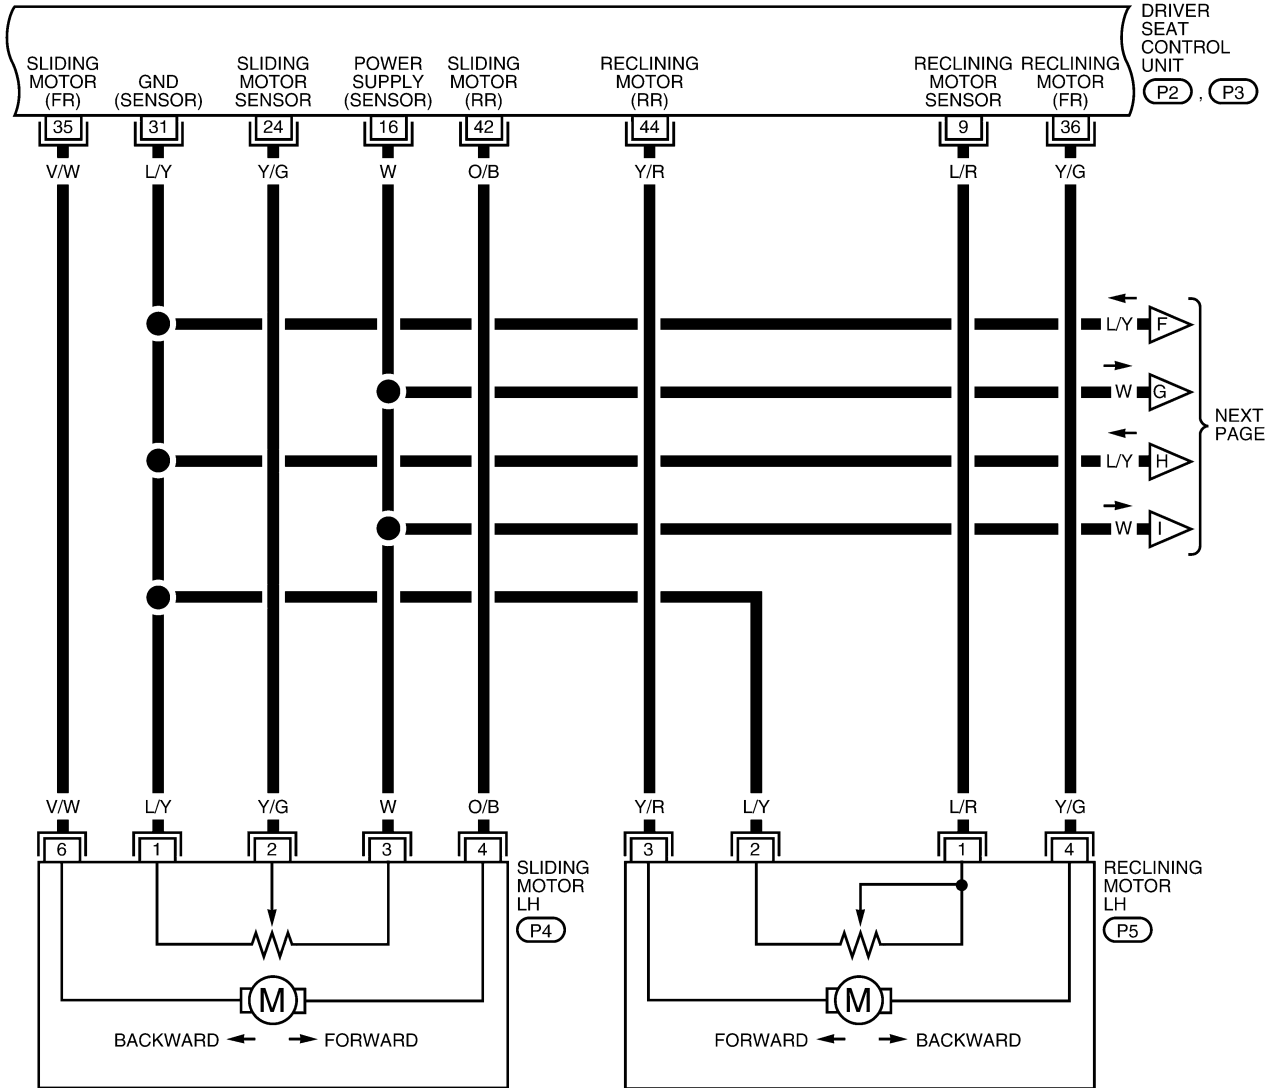 DRIVER
SEAT
CONTROL
UNIT
P2 , P3
SLIDING
MOTOR
(FR)
GND
(SENSOR)
SLIDING
MOTOR
SENSOR
POWER
SUPPLY
(SENSOR)
SLIDING
MOTOR
(RR)
RECLINING
MOTOR
(RR)
RECLINING
MOTOR
SENSOR
RECLINING
MOTOR
(FR)
35 31 24 16 42 44 9 36
V/W L/Y Y/G W O/B Y/R L/R Y/G
L/Y F
W G
L/Y H
W I
NEXT
PAGE
V/W L/Y Y/G W O/B Y/R L/Y L/R Y/G
6 1 2 3 4 3 2 1 4
SLIDING
MOTOR
LH
P4
RECLINING
MOTOR
LH
P5
M M
BACKWARD FORWARD
FORWARD BACKWARD